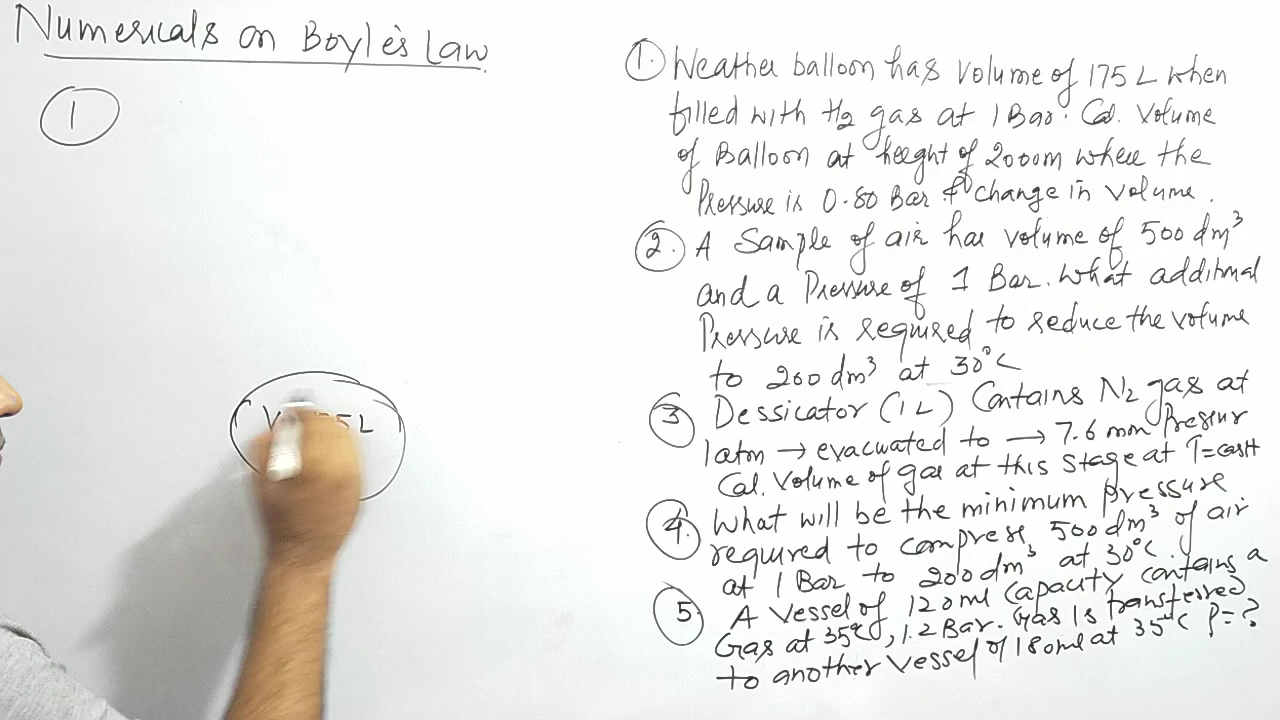 Numericals on Boyle's Law
1
V 5L
1. Weather balloon has volume of 175 L when
filled with H2 gas at 1 Bar. Cal. Volume
of Balloon at height of 2000m where the
Pressure is 0.80 Bar & change in volume.
2. A Sample of air has volume of 500 dm³
and a Pressure of 1 Bar. What additional
Pressure is required to reduce the volume
to 200 dm³ at 30°C
3 Dessicator (1L) Contains N2 gas at
1atm → evacuated to → 7.6 mm Pressure
Cal. Volume of gas at this stage at T=const
4. What will be the minimum pressure
required to compress 500 dm³ of air
at 1 Bar to 200 dm³ at 30°C.
5. A Vessel of 120ml Capacity contains a
Gas at 35°C, 1.2 Bar. Gas is transferred
to another vessel of 180ml at 35°C P=?